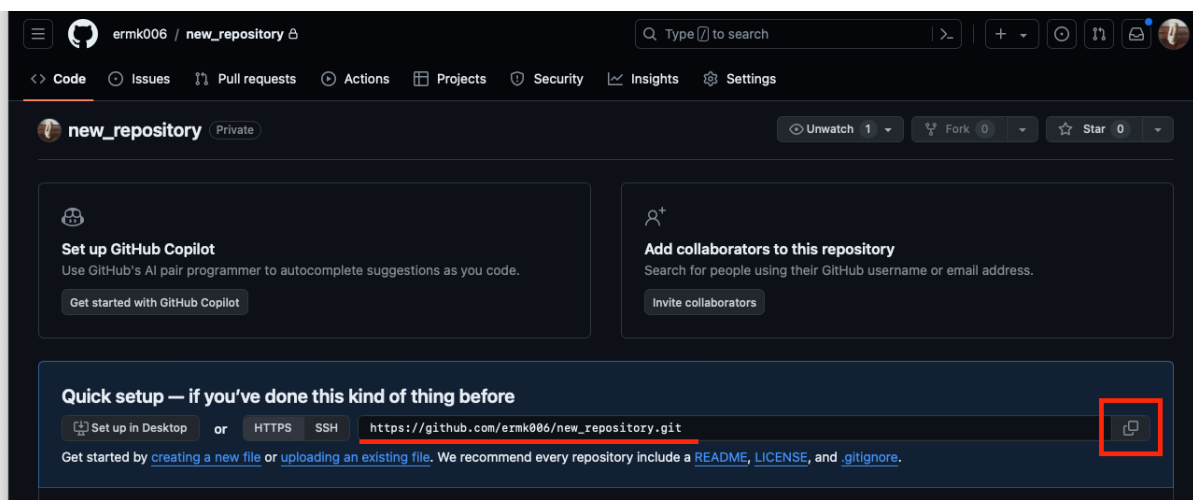 ermk006 / new_repository Type / to search
Code Issues Pull requests Actions Projects Security Insights Settings
new_repository Private Unwatch 1 Fork 0 Star 0
Set up GitHub Copilot
Use GitHub's AI pair programmer to autocomplete suggestions as you code.
Get started with GitHub Copilot
Add collaborators to this repository
Search for people using their GitHub username or email address.
Invite collaborators
Quick setup — if you've done this kind of thing before
Set up in Desktop or HTTPS SSH https://github.com/ermk006/new_repository.git
Get started by creating a new file or uploading an existing file. We recommend every repository include a README, LICENSE, and .gitignore.